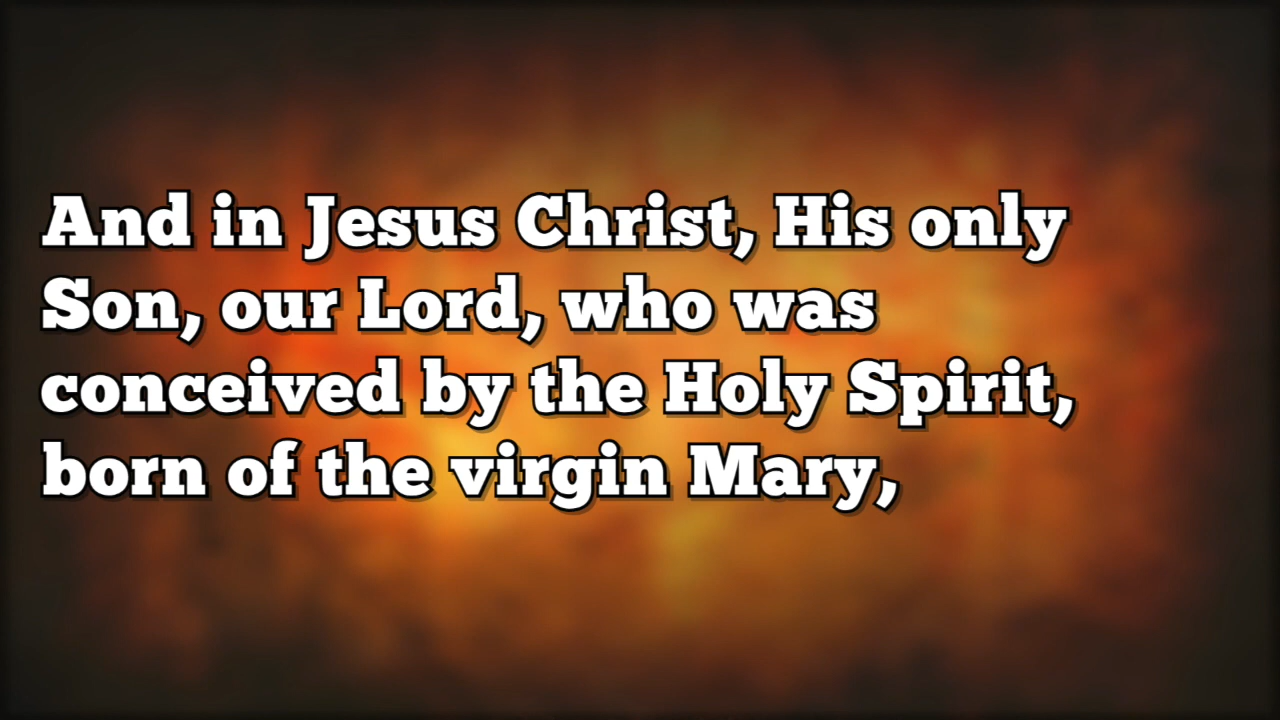 And in Jesus Christ, His only
Son, our Lord, who was
conceived by the Holy Spirit,
born of the virgin Mary,